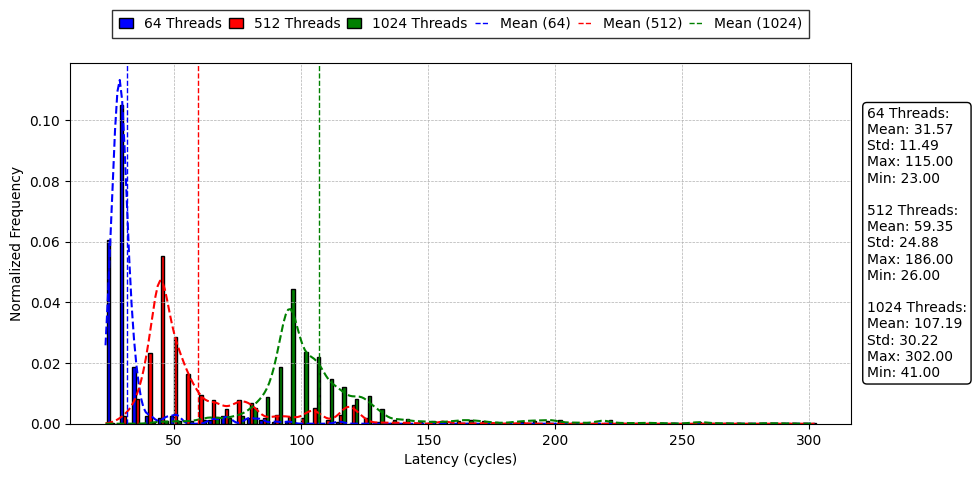 64 Threads 512 Threads 1024 Threads Mean (64) Mean (512) Mean (1024)
Normalized Frequency
0.10
0.08
0.06
0.04
0.02
0.00
50 100 150 200 250 300
Latency (cycles)
64 Threads:
Mean: 31.57
Std: 11.49
Max: 115.00
Min: 23.00
512 Threads:
Mean: 59.35
Std: 24.88
Max: 186.00
Min: 26.00
1024 Threads:
Mean: 107.19
Std: 30.22
Max: 302.00
Min: 41.00